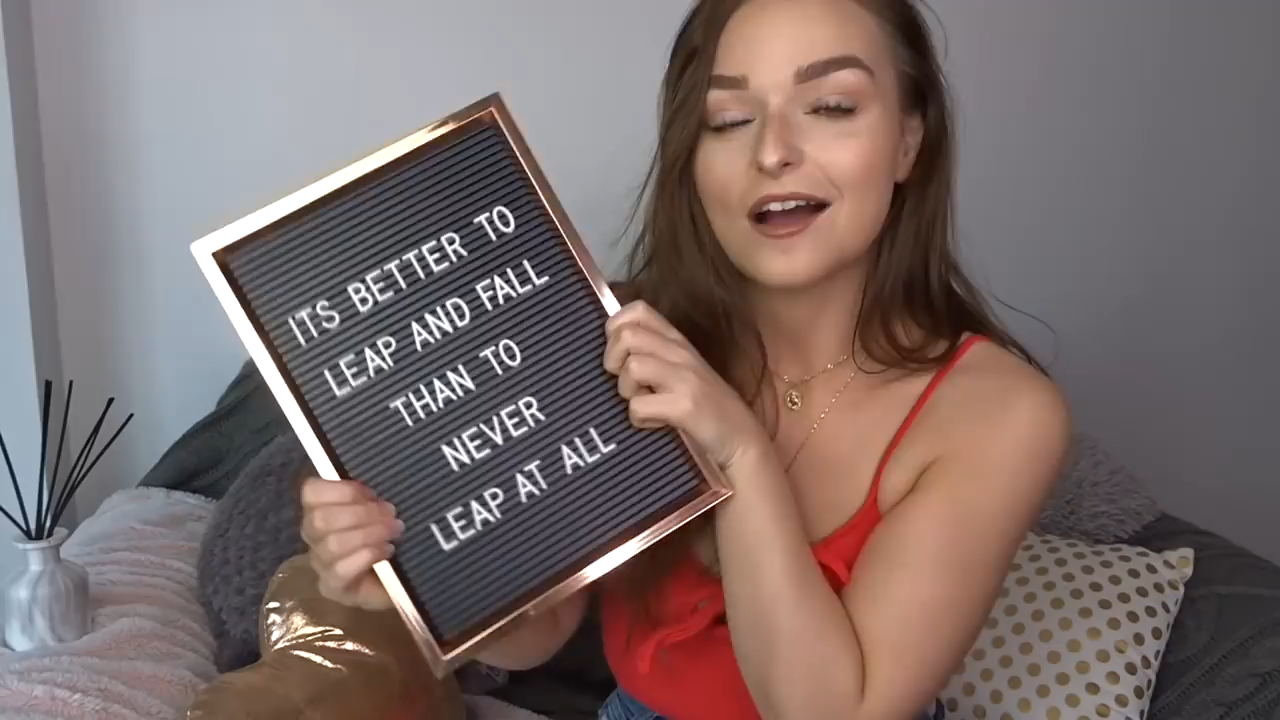 ITS BETTER TO
LEAP AND FALL
THAN TO
NEVER
LEAP AT ALL